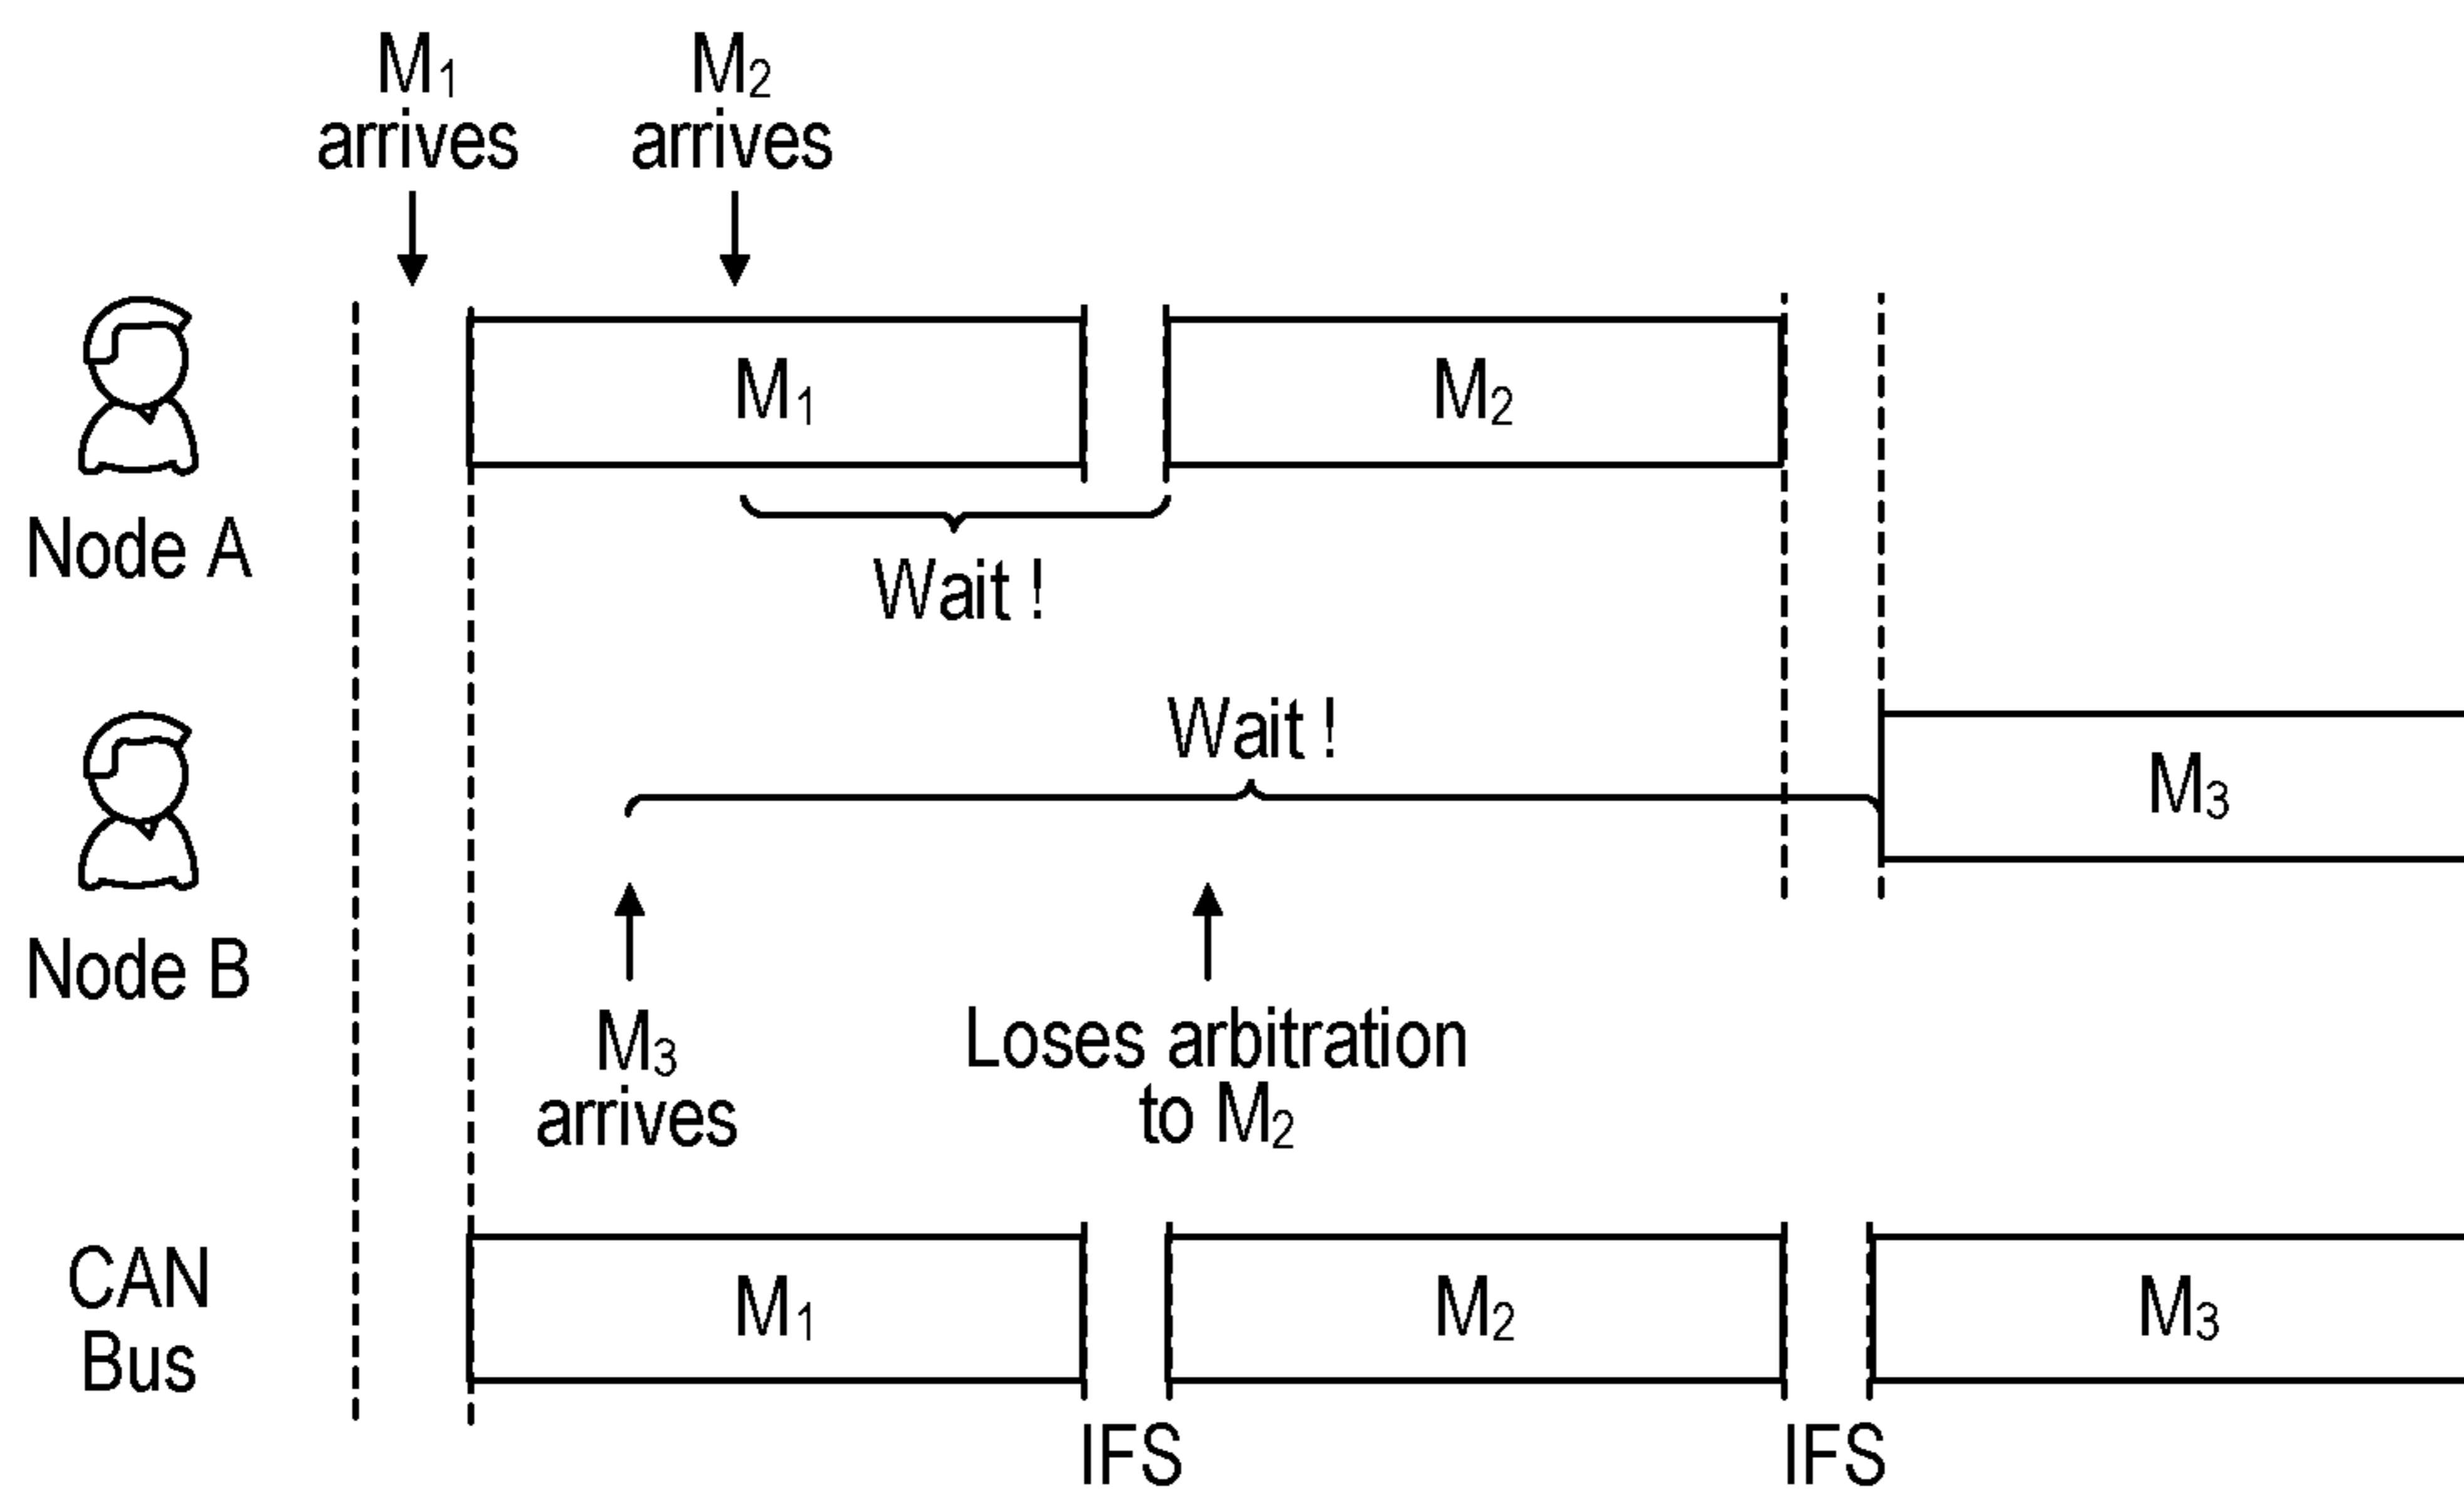 M₁
arrives
M₂
arrives
M₁
M₂
Node A
Wait !
Wait !
M₃
Node B
M₃
arrives
Loses arbitration
to M₂
CAN
Bus
M₁
M₂
M₃
IFS
IFS